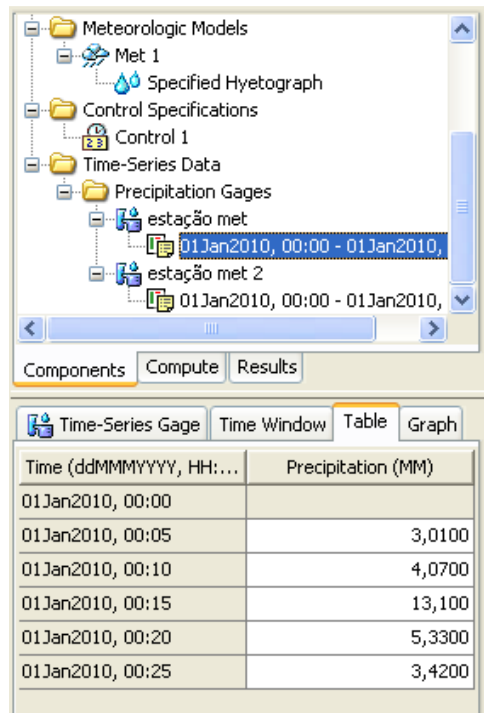 Meteorologic Models
Met 1
Specified Hyetograph
Control Specifications
Control 1
Time-Series Data
Precipitation Gages
estação met
01Jan2010, 00:00 - 01Jan2010,
estação met 2
01Jan2010, 00:00 - 01Jan2010,
Components Compute Results
Time-Series Gage Time Window Table Graph
Time (ddMMMYYYY, HH:... Precipitation (MM)
01Jan2010, 00:00
01Jan2010, 00:05 3,0100
01Jan2010, 00:10 4,0700
01Jan2010, 00:15 13,100
01Jan2010, 00:20 5,3300
01Jan2010, 00:25 3,4200